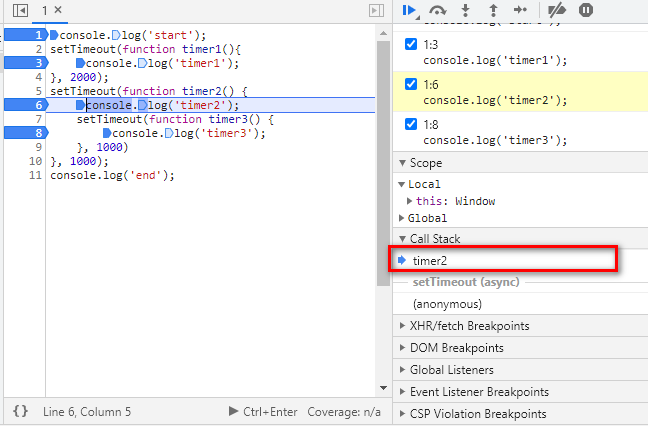 1 ×
1 console.log('start');
2 setTimeout(function timer1(){
3 console.log('timer1');
4 }, 2000);
5 setTimeout(function timer2() {
6 console.log('timer2');
7 setTimeout(function timer3() {
8 console.log('timer3');
9 }, 1000)
10 }, 1000);
11 console.log('end');
{} Line 6, Column 5 Ctrl+Enter Coverage: n/a
1:3
console.log('timer1');
1:6
console.log('timer2');
1:8
console.log('timer3');
Scope
Local
this: Window
Global
Call Stack
timer2
setTimeout (async)
(anonymous)
XHR/fetch Breakpoints
DOM Breakpoints
Global Listeners
Event Listener Breakpoints
CSP Violation Breakpoints